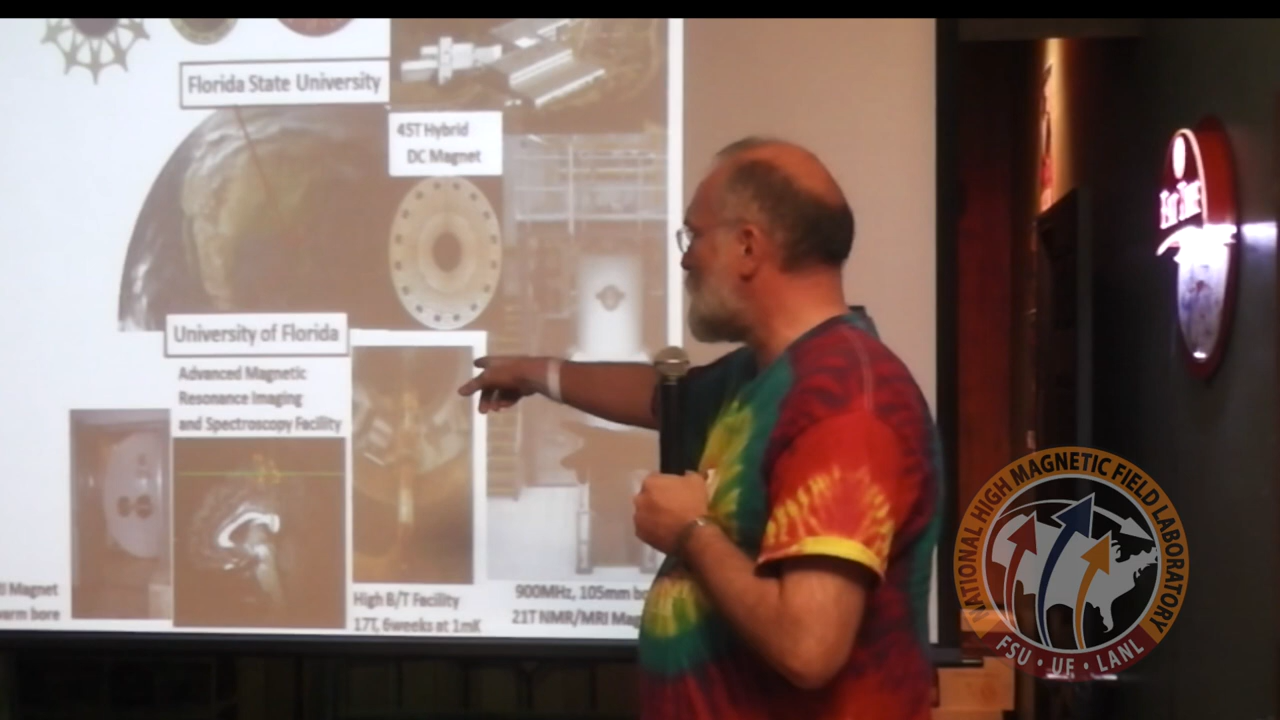 Florida State University
45T Hybrid
DC Magnet
University of Florida
Advanced Magnetic
Resonance Imaging
and Spectroscopy Facility
Magnet
warm bore
High B/T Facility
17T, 6weeks at 1mK
900MHz, 105mm
21T NMR/MRI
NATIONAL HIGH MAGNETIC FIELD LABORATORY
FSU • UF • LANL